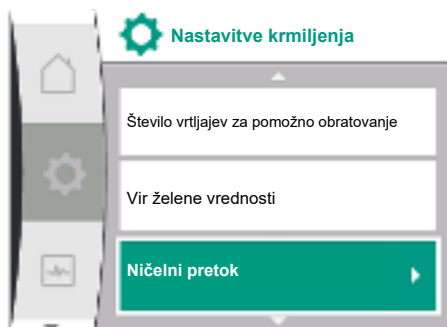 Nastavitve krmiljenja
Število vrtljajev za pomožno obratovanje
Vir želene vrednosti
Ničelni pretok